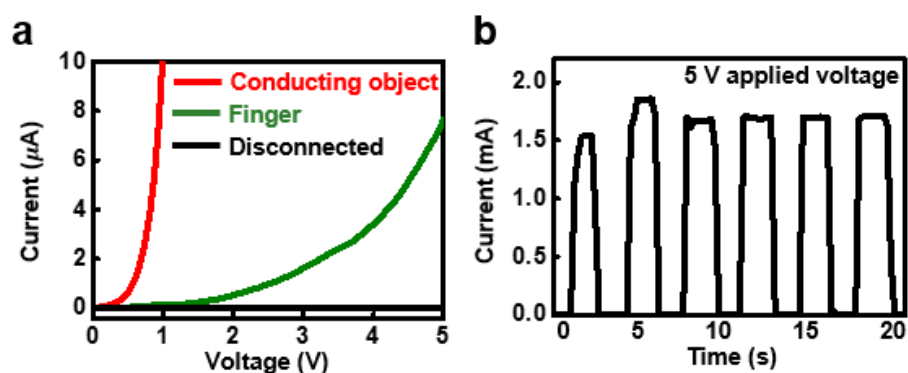 a
Current (μA)
10
8
6
4
2
0
Conducting object
Finger
Disconnected
0 1 2 3 4 5
Voltage (V)
b
Current (mA)
2.0
1.5
1.0
0.5
0.0
5 V applied voltage
0 5 10 15 20
Time (s)